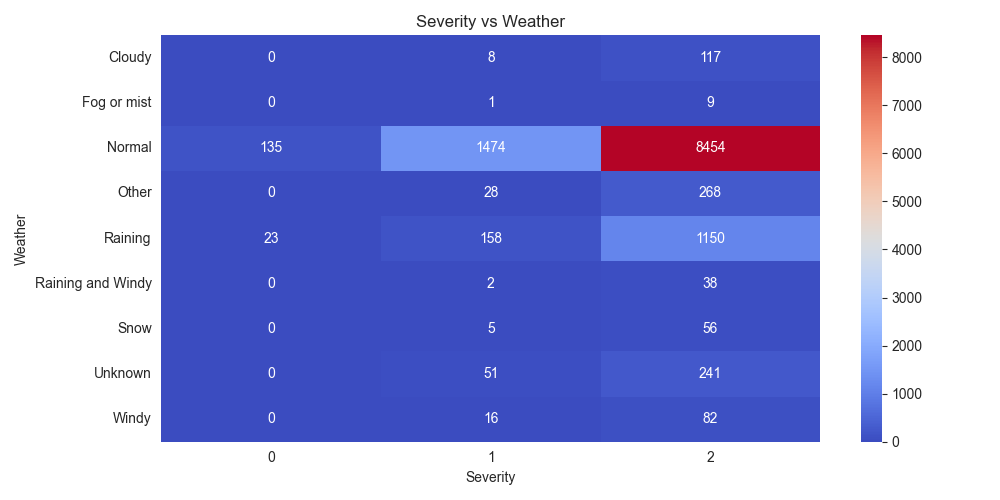 Severity vs Weather
Cloudy 0 8 117
Fog or mist 0 1 9
Normal 135 1474 8454
Other 0 28 268
Raining 23 158 1150
Raining and Windy 0 2 38
Snow 0 5 56
Unknown 0 51 241
Windy 0 16 82
0 1 2
Severity
Weather
8000
7000
6000
5000
4000
3000
2000
1000
0